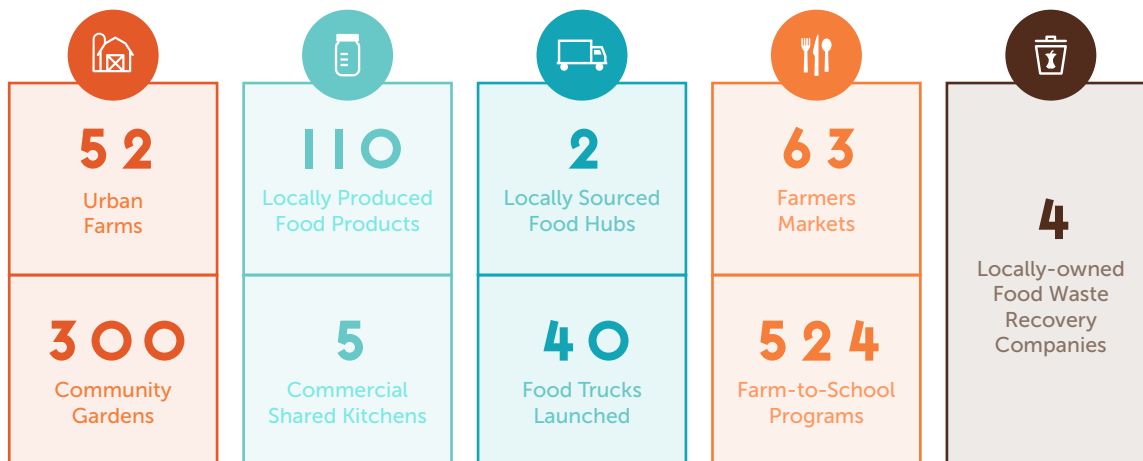 52
Urban
Farms
300
Community
Gardens
110
Locally Produced
Food Products
5
Commercial
Shared Kitchens
2
Locally Sourced
Food Hubs
40
Food Trucks
Launched
63
Farmers
Markets
524
Farm-to-School
Programs
4
Locally-owned
Food Waste
Recovery
Companies